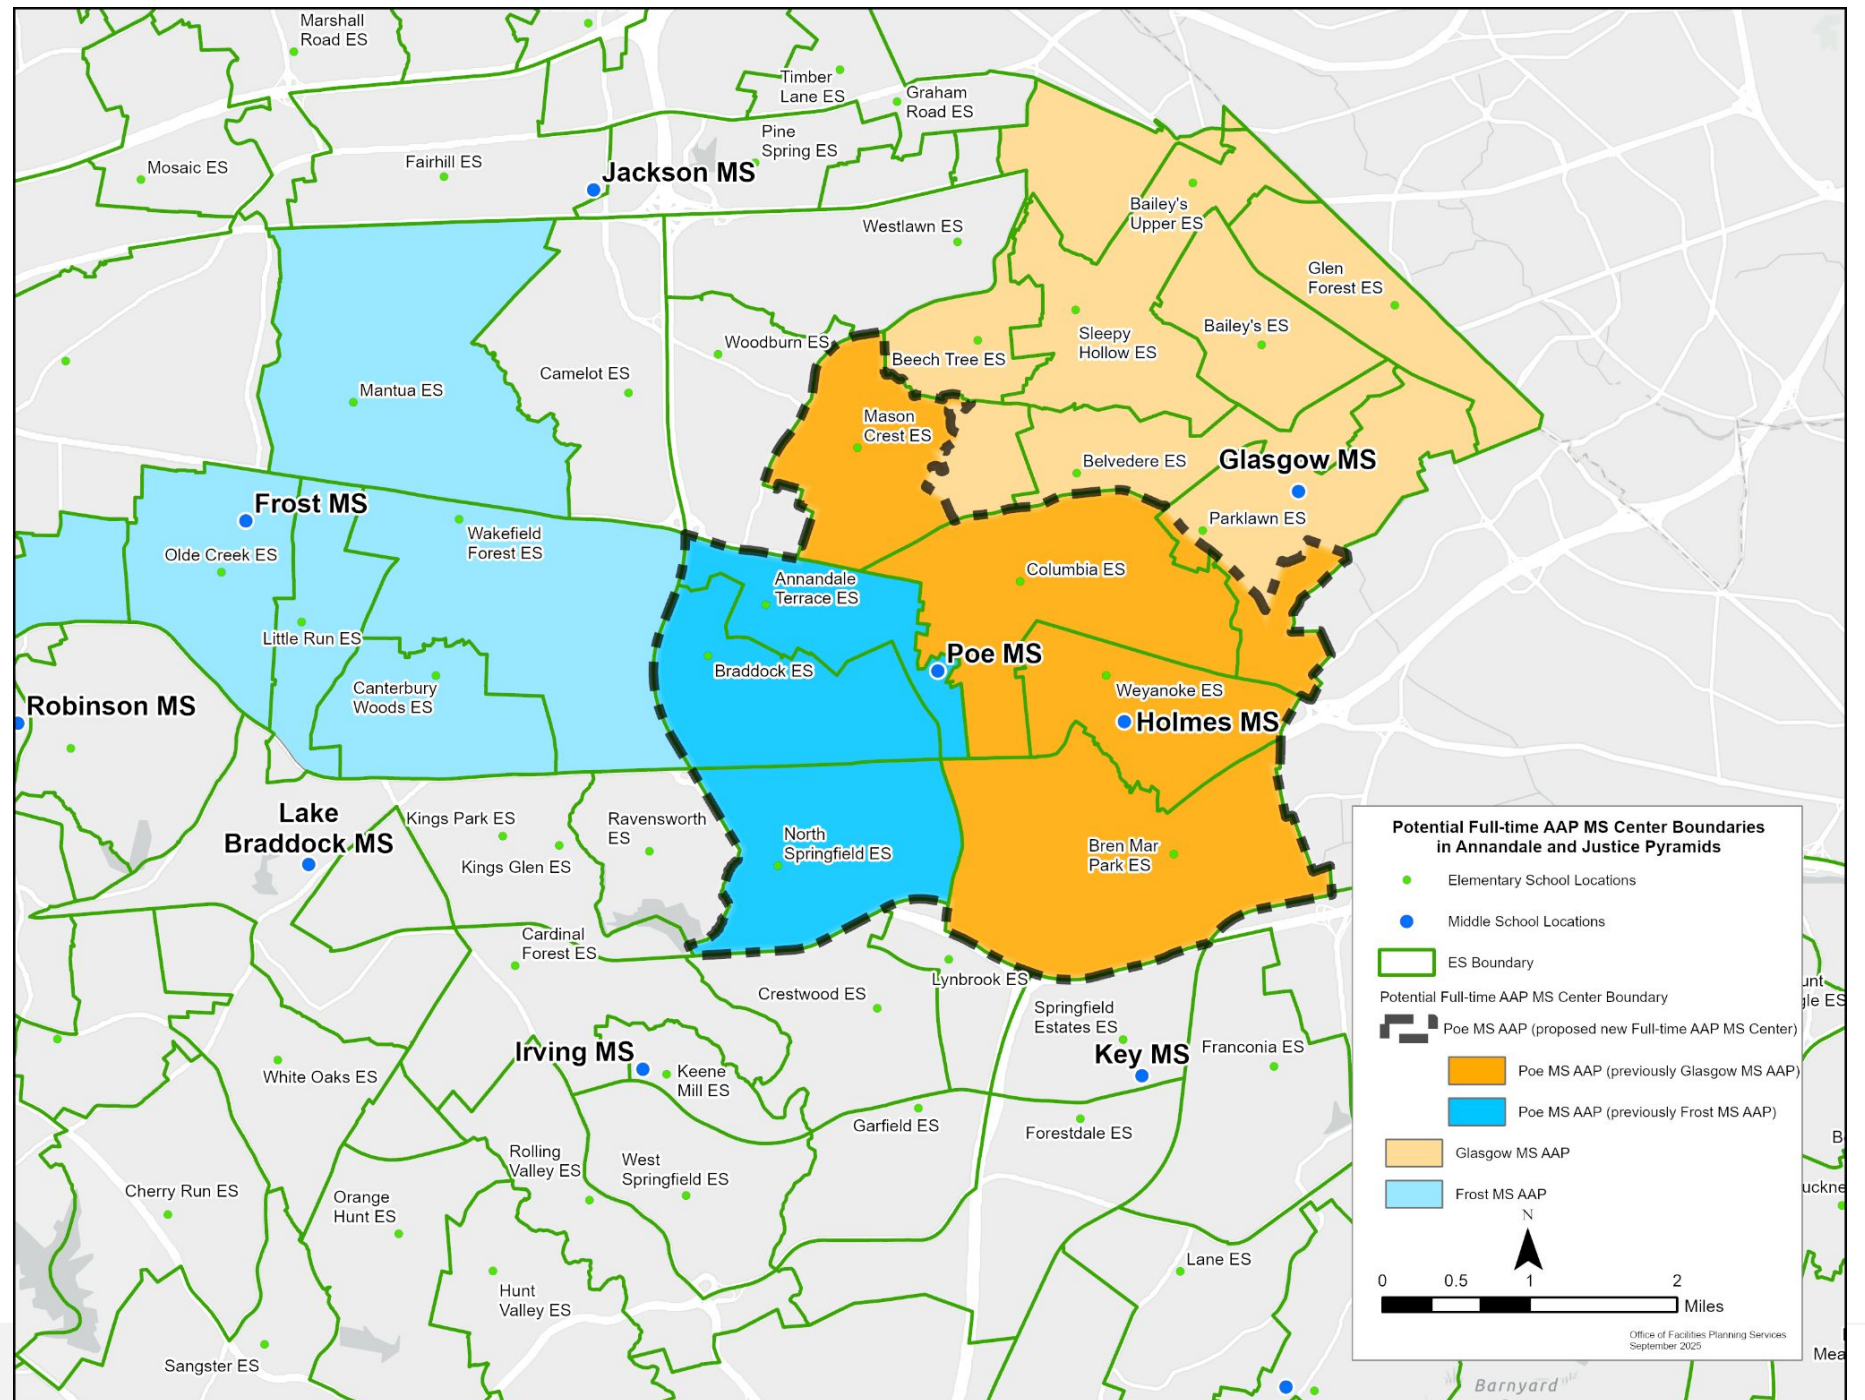 Marshall
Road ES
Timber
Lane ES
Graham
Road ES
Pine
Spring ES
Mosaic ES
Fairhill ES
Jackson MS
Westlawn ES
Bailey's
Upper ES
Glen
Forest ES
Bailey's ES
Sleepy
Hollow ES
Woodburn ES
Beech Tree ES
Camelot ES
Mantua ES
Mason
Crest ES
Belvedere ES
Glasgow MS
Frost MS
Parklawn ES
Wakefield
Forest ES
Olde Creek ES
Annandale
Terrace ES
Columbia ES
Little Run ES
Braddock ES
Poe MS
Canterbury
Woods ES
Weyanoke ES
Robinson MS
Holmes MS
Lake
Braddock MS
Kings Park ES
Kings Glen ES
Ravensworth
ES
North
Springfield ES
Bren Mar
Park ES
Cardinal
Forest ES
Lynbrook ES
Crestwood ES
Springfield
Estates ES
Irving MS
Key MS
Franconia ES
White Oaks ES
Keene
Mill ES
Garfield ES
Forestdale ES
Rolling
Valley ES
West
Springfield ES
Cherry Run ES
Orange
Hunt ES
Lane ES
Hunt
Valley ES
Sangster ES
Barnyard
Potential Full-time AAP MS Center Boundaries
in Annandale and Justice Pyramids
Elementary School Locations
Middle School Locations
ES Boundary
Potential Full-time AAP MS Center Boundary
Poe MS AAP (proposed new Full-time AAP MS Center)
Poe MS AAP (previously Glasgow MS AAP)
Poe MS AAP (previously Frost MS AAP)
Glasgow MS AAP
Frost MS AAP
N
0 0.5 1 2
Miles
Office of Facilities Planning Services
September 2025